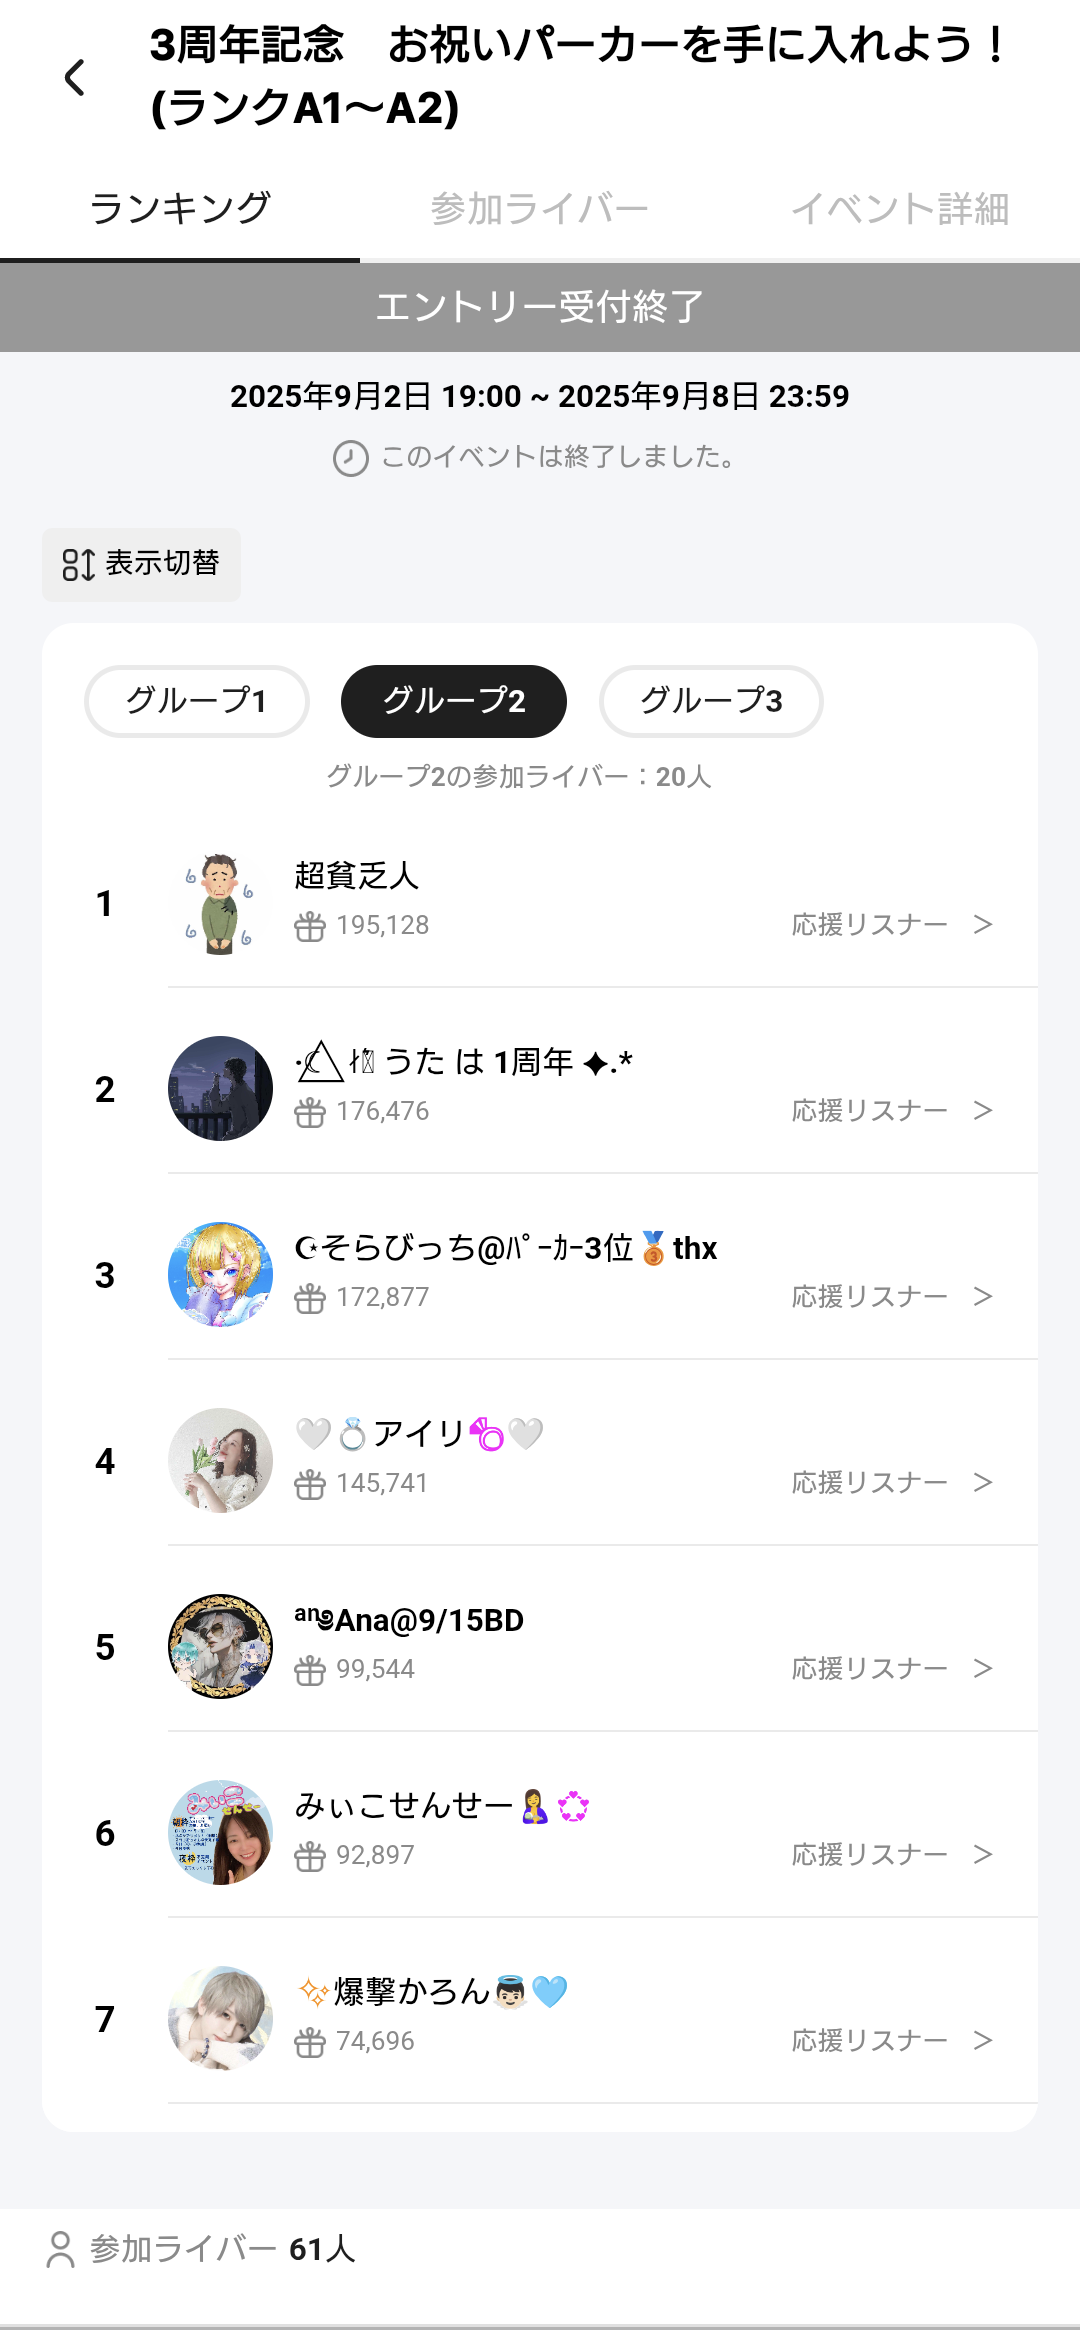 3周年記念　お祝いパーカーを手に入れよう！
(ランクA1〜A2)
ランキング
参加ライバー
イベント詳細
エントリー受付終了
2025年9月2日 19:00 ~ 2025年9月8日 23:59
このイベントは終了しました。
表示切替
グループ1
グループ2
グループ3
グループ2の参加ライバー：20人
1
超貧乏人
195,128
応援リスナー >
2
うた は 1周年 ✦.*
176,476
応援リスナー >
3
☪そらびっち@ﾊﾟｰｶｰ3位🥉thx
172,877
応援リスナー >
4
🤍💍アイリ🤍
145,741
応援リスナー >
5
Ana@9/15BD
99,544
応援リスナー >
6
みぃこせんせー🤱
92,897
応援リスナー >
7
✨爆撃かろん👼🏻🩵
74,696
応援リスナー >
参加ライバー 61人